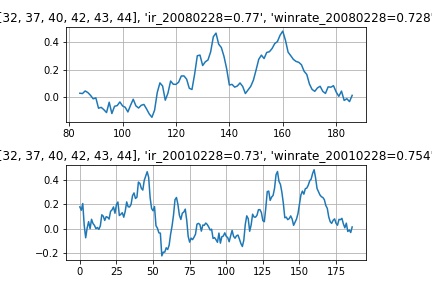 [32, 37, 40, 42, 43, 44], 'ir_20080228=0.77', 'winrate_20080228=0.728'
0.4
0.2
0.0
80 100 120 140 160 180
[32, 37, 40, 42, 43, 44], 'ir_20010228=0.73', 'winrate_20010228=0.754'
0.4
0.2
0.0
−0.2
0 25 50 75 100 125 150 175